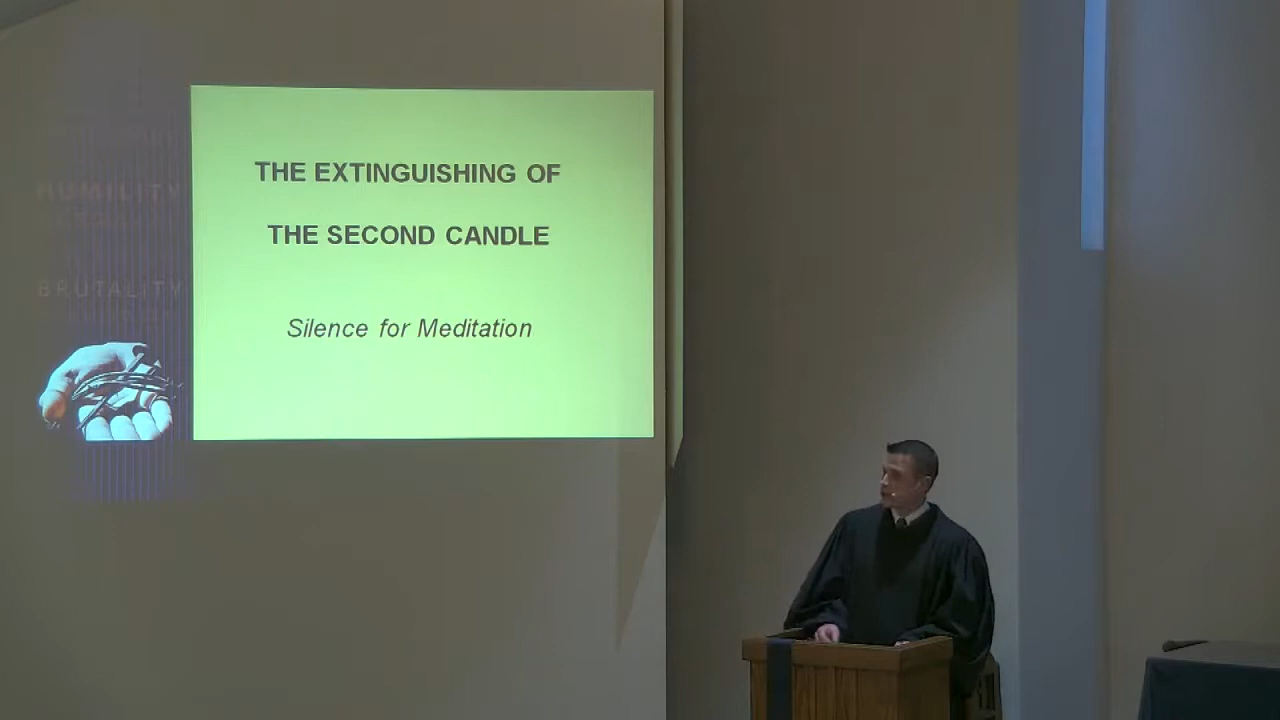 HUMILITY
BRUTALITY
THE EXTINGUISHING OF
THE SECOND CANDLE
Silence for Meditation